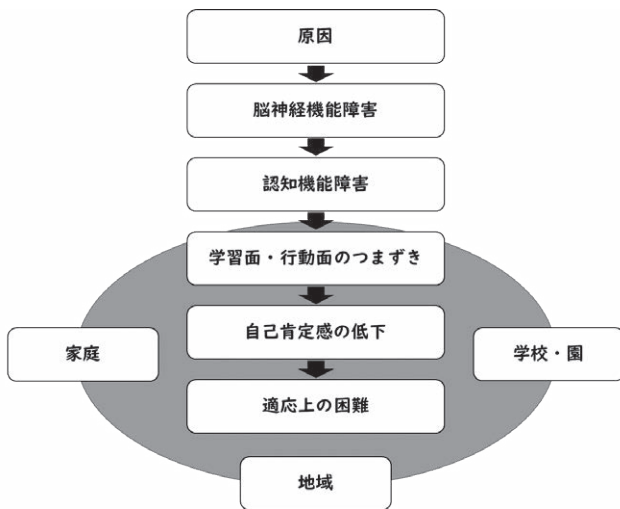 原因
脳神経機能障害
認知機能障害
学習面・行動面のつまずき
自己肯定感の低下
家庭
学校・園
適応上の困難
地域